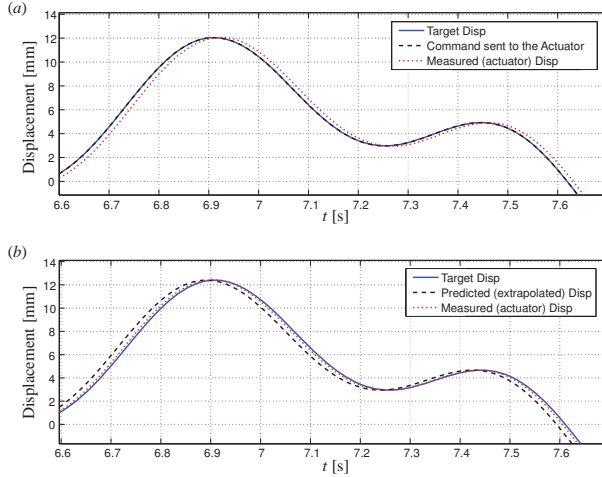 (a)
14
12
10
8
6
4
2
0
Displacement [mm]
Target Disp
Command sent to the Actuator
Measured (actuator) Disp
6.6 6.7 6.8 6.9 7 7.1 7.2 7.3 7.4 7.5 7.6
t [s]
(b)
14
12
10
8
6
4
2
0
Displacement [mm]
Target Disp
Predicted (extrapolated) Disp
Measured (actuator) Disp
6.6 6.6 6.7 6.8 6.9 7 7.1 7.2 7.3 7.4 7.5 7.6
t [s]